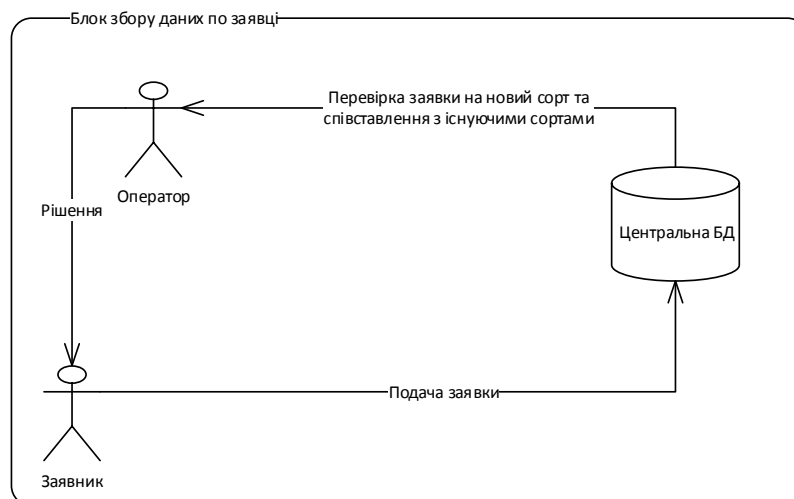 Блок збору даних по заявці
Перевірка заявки на новий сорт та
співставлення з існуючими сортами
Оператор
Рішення
Центральна БД
Подача заявки
Заявник